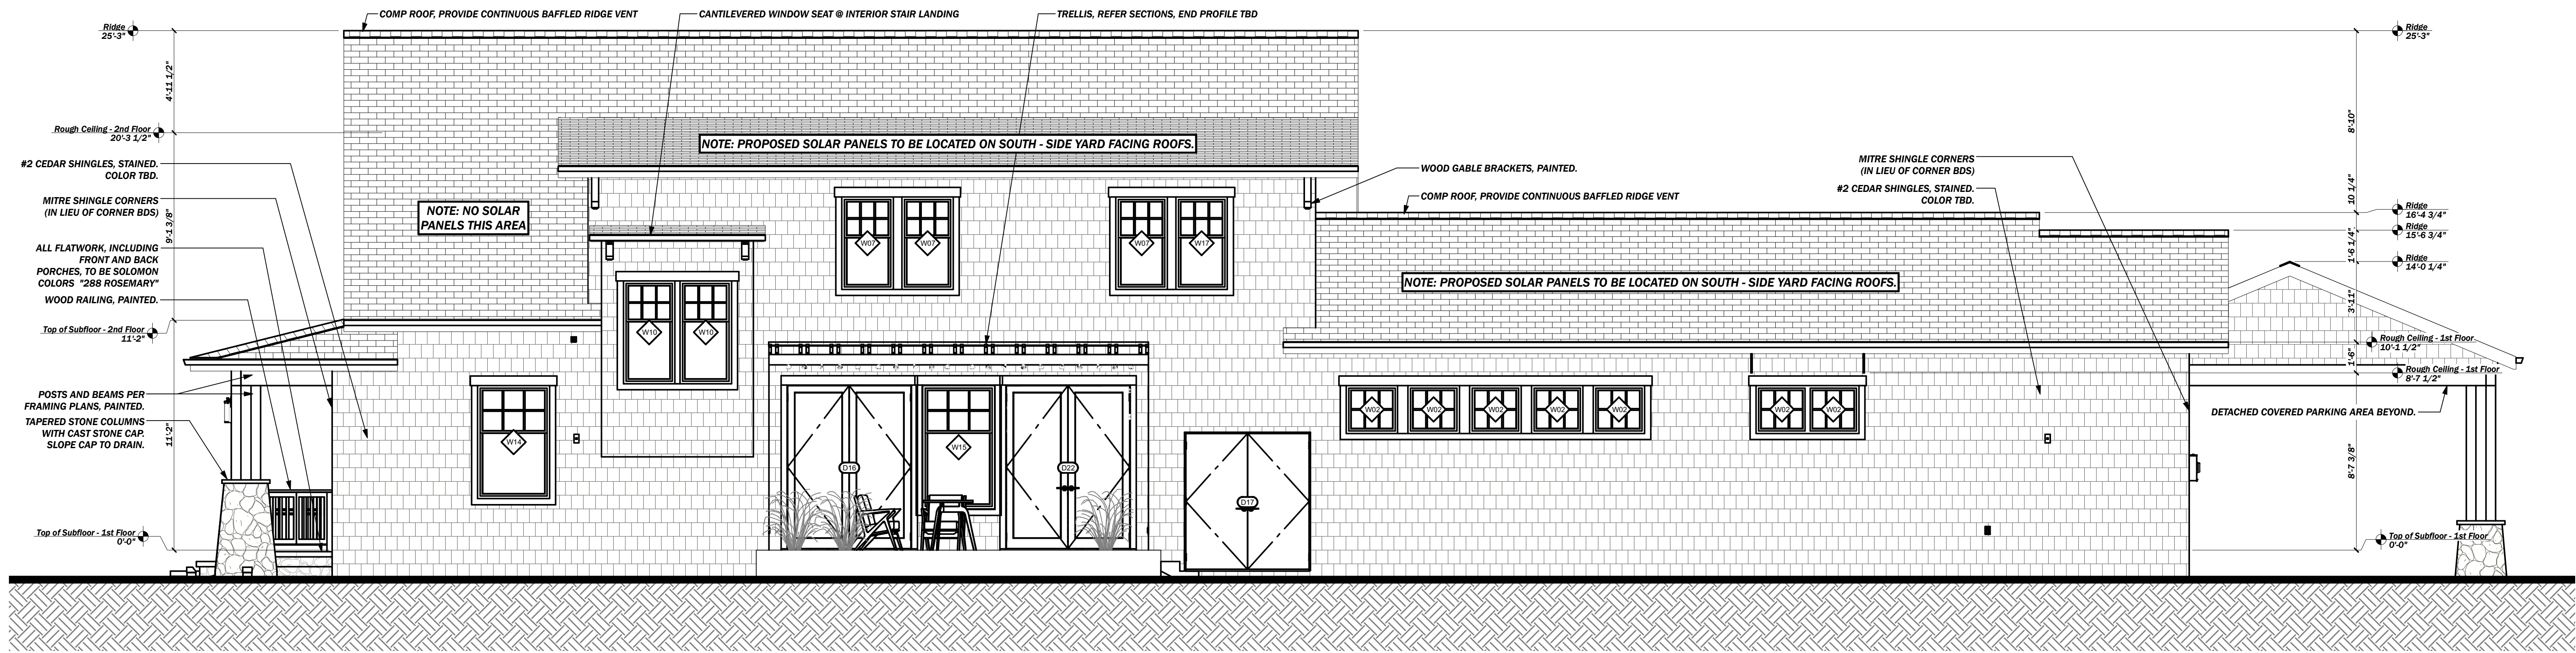 COMP ROOF, PROVIDE CONTINUOUS BAFFLED RIDGE VENT
CANTILEVERED WINDOW SEAT @ INTERIOR STAIR LANDING
TRELLIS, REFER SECTIONS, END PROFILE TBD
Ridge
25'-3"
4'-11 1/2"
Rough Ceiling - 2nd Floor
20'-3 1/2"
#2 CEDAR SHINGLES, STAINED.
COLOR TBD.
MITRE SHINGLE CORNERS
(IN LIEU OF CORNER BDS)
9'-1 3/8"
ALL FLATWORK, INCLUDING
FRONT AND BACK
PORCHES, TO BE SOLOMON
COLORS "288 ROSEMARY"
WOOD RAILING, PAINTED.
Top of Subfloor - 2nd Floor
11'-2"
POSTS AND BEAMS PER
FRAMING PLANS, PAINTED.
TAPERED STONE COLUMNS
WITH CAST STONE CAP.
SLOPE CAP TO DRAIN.
11'-2"
Top of Subfloor - 1st Floor
0'-0"
NOTE: PROPOSED SOLAR PANELS TO BE LOCATED ON SOUTH - SIDE YARD FACING ROOFS.
NOTE: NO SOLAR
PANELS THIS AREA
W07
W07
W07
W17
W10
W10
W14
D16
W15
D22
D17
WOOD GABLE BRACKETS, PAINTED.
COMP ROOF, PROVIDE CONTINUOUS BAFFLED RIDGE VENT
NOTE: PROPOSED SOLAR PANELS TO BE LOCATED ON SOUTH - SIDE YARD FACING ROOFS.
W02
W02
W02
W02
W02
W02
W02
MITRE SHINGLE CORNERS
(IN LIEU OF CORNER BDS)
#2 CEDAR SHINGLES, STAINED.
COLOR TBD.
Ridge
25'-3"
8'-10"
10 1/4"
Ridge
16'-4 3/4"
Ridge
15'-6 3/4"
1'-6 1/4"
Ridge
14'-0 1/4"
3'-11"
Rough Ceiling - 1st Floor
10'-1 1/2"
1'-6"
Rough Ceiling - 1st Floor
8'-7 1/2"
DETACHED COVERED PARKING AREA BEYOND.
8'-7 3/8"
Top of Subfloor - 1st Floor
0'-0"